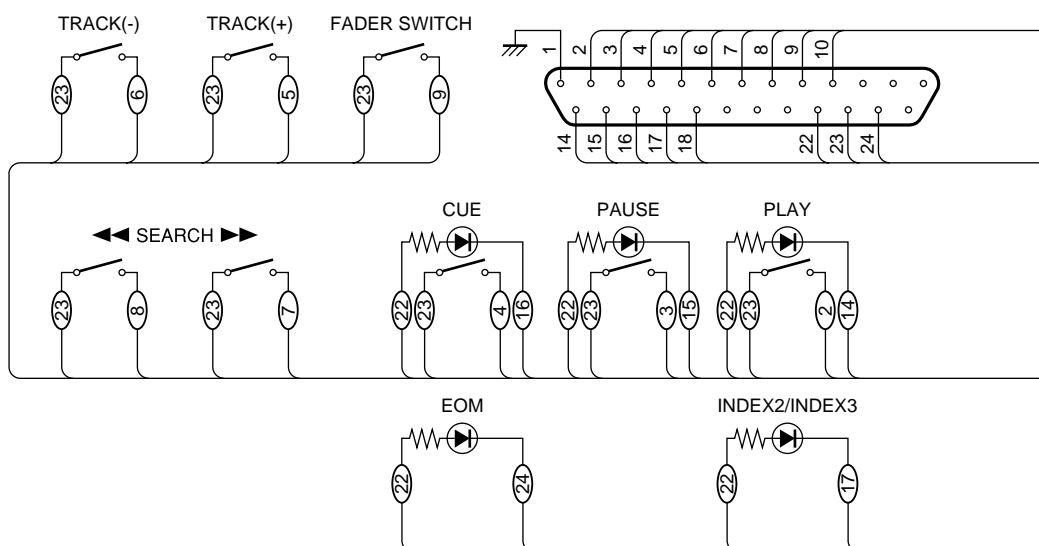 TRACK(-) TRACK(+) FADER SWITCH
1 2 3 4 5 6 7 8 9 10
23 6 23 5 23 9
14 15 16 17 18 22 23 24
◀◀ SEARCH ▶▶
CUE PAUSE PLAY
23 8 23 7 22 23 4 16 22 23 3 15 22 23 2 14
EOM INDEX2/INDEX3
22 24 22 17